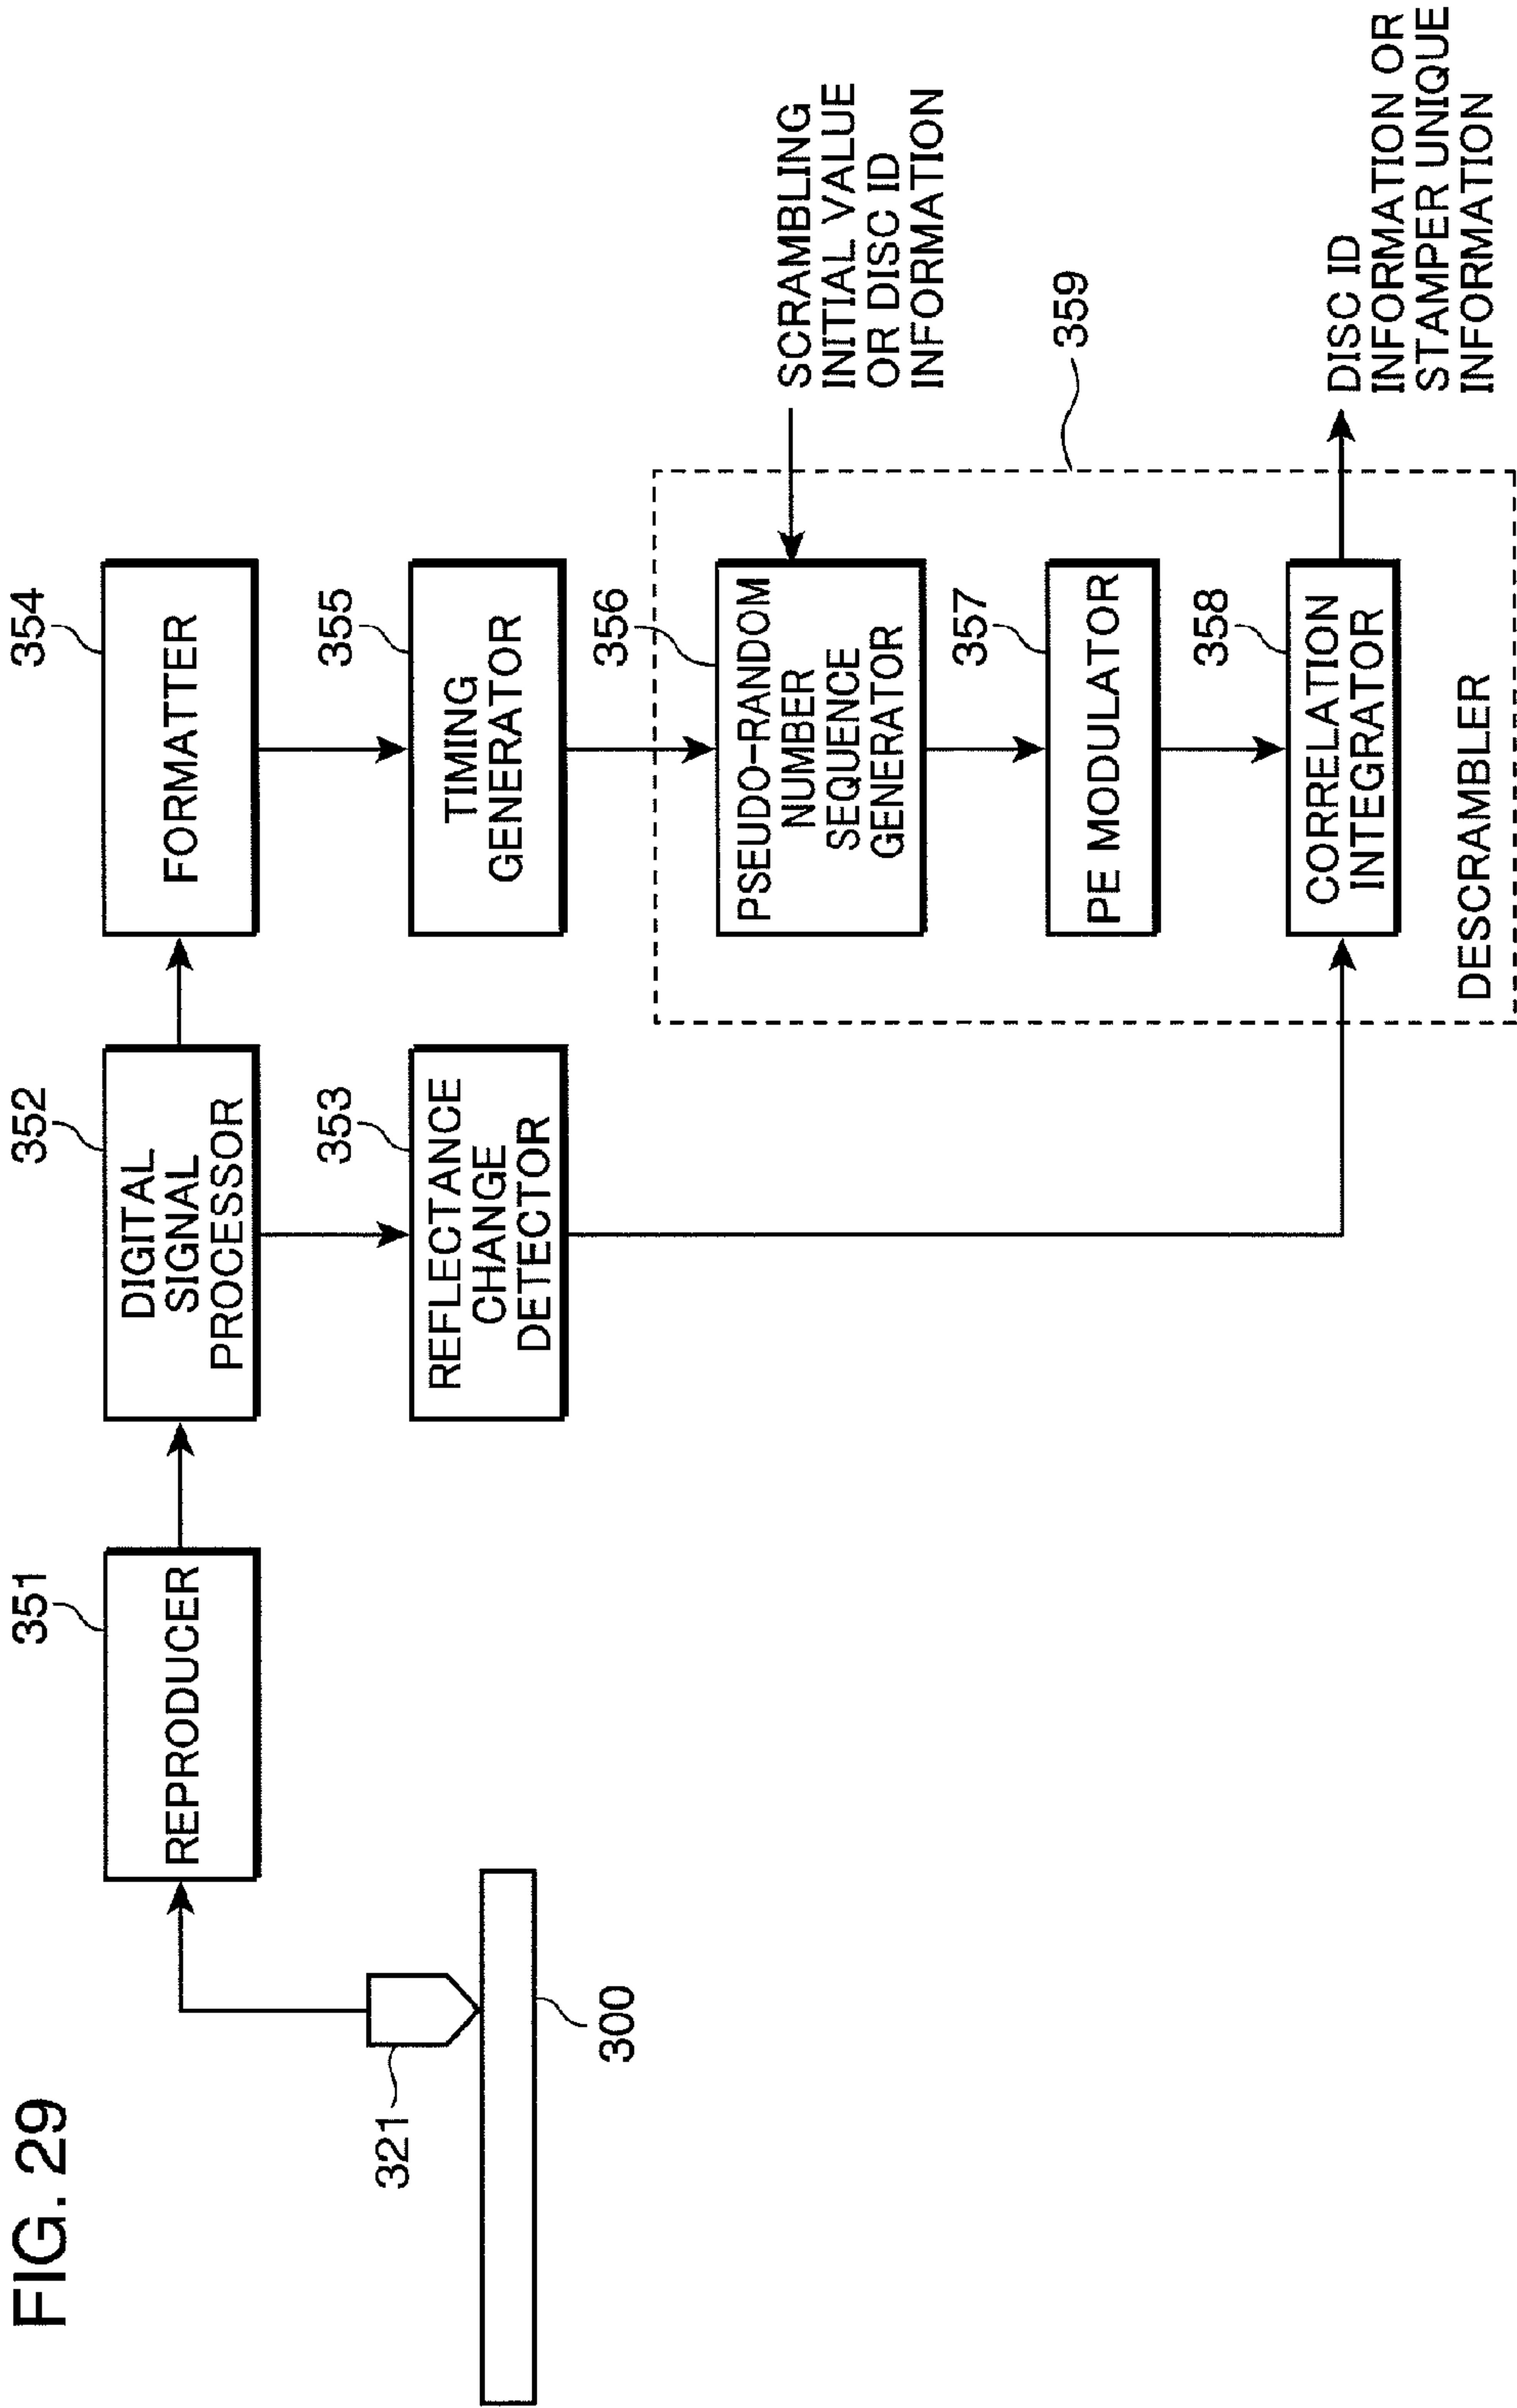 FIG. 29
321
300
351
REPRODUCER
352
DIGITAL
SIGNAL
PROCESSOR
353
REFLECTANCE
CHANGE
DETECTOR
354
FORMATTER
355
TIMING
GENERATOR
356
PSEUDO-RANDOM
NUMBER
SEQUENCE
GENERATOR
SCRAMBLING
INITIAL VALUE
OR DISC ID
INFORMATION
357
PE MODULATOR
359
358
CORRELATION
INTEGRATOR
DISC ID
INFORMATION OR
STAMPER UNIQUE
INFORMATION
DESCRAMBLER